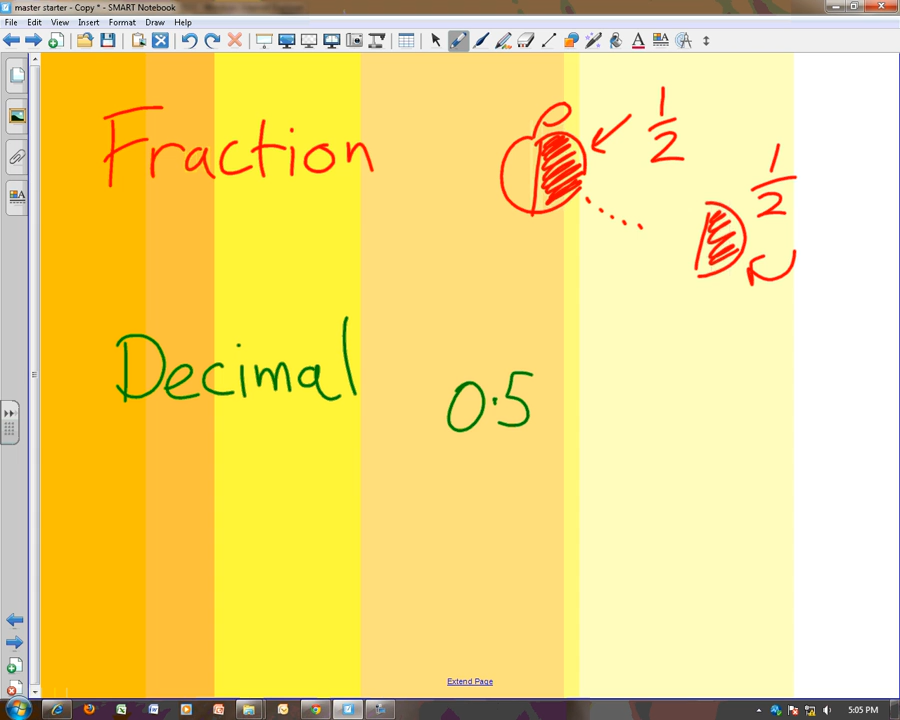 master starter - Copy * - SMART Notebook
File Edit View Insert Format Draw Help
Fraction
1/2
1/2
Decimal
0.5
Extend Page
5:05 PM